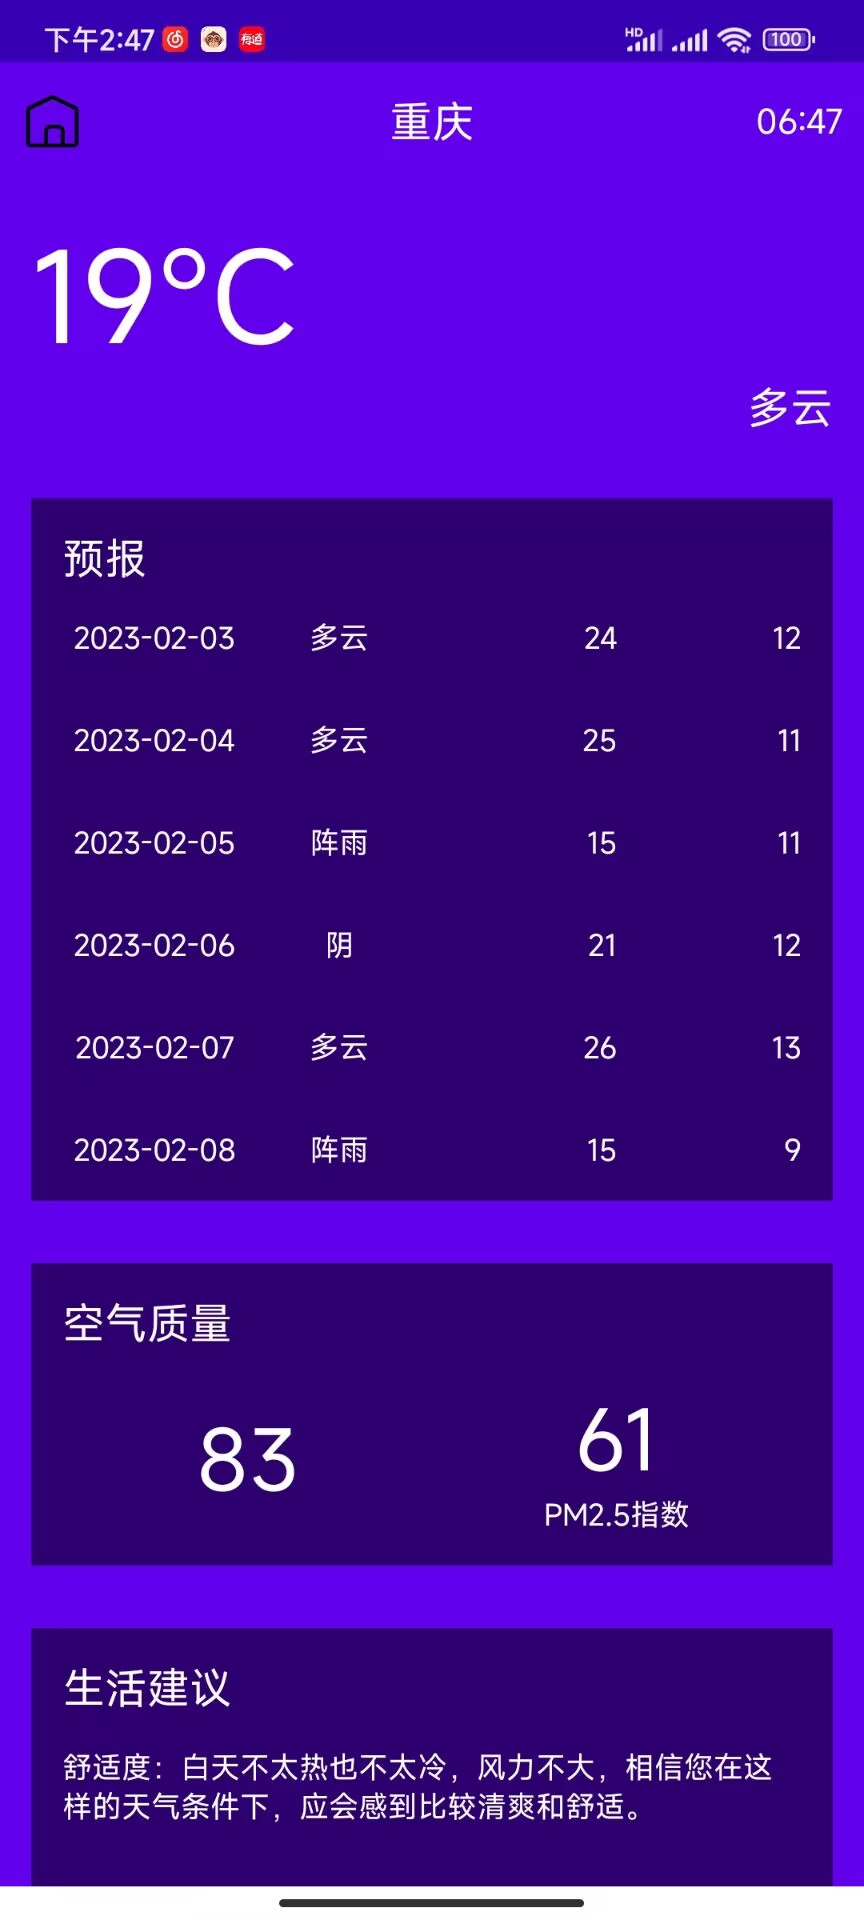 下午2:47 有道 HD 100
重庆 06:47
19°C
多云
预报
2023-02-03 多云 24 12
2023-02-04 多云 25 11
2023-02-05 阵雨 15 11
2023-02-06 阴 21 12
2023-02-07 多云 26 13
2023-02-08 阵雨 15 9
空气质量
83 61
PM2.5指数
生活建议
舒适度：白天不太热也不太冷，风力不大，相信您在这
样的天气条件下，应会感到比较清爽和舒适。